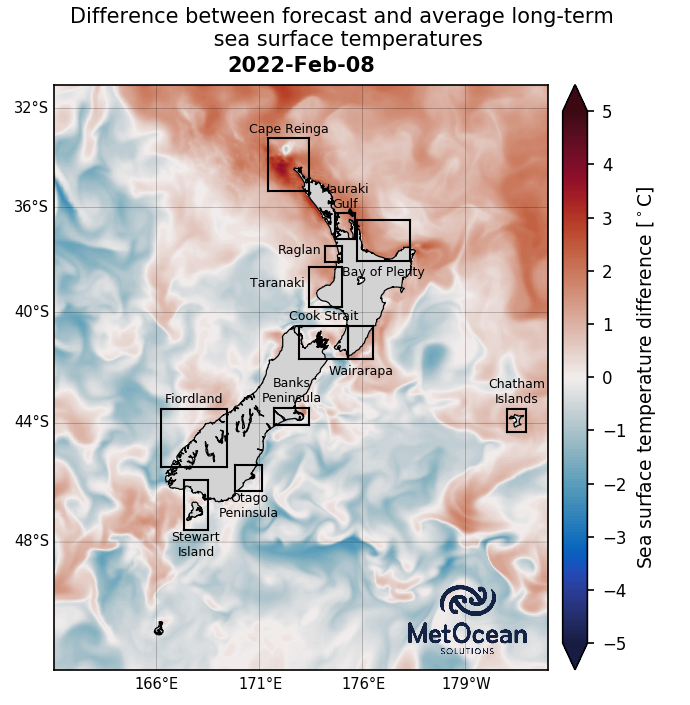 Difference between forecast and average long-term
sea surface temperatures
2022-Feb-08
32°S
36°S
40°S
44°S
48°S
Cape Reinga
Hauraki
Gulf
Raglan
Bay of Plenty
Taranaki
Cook Strait
Wairarapa
Banks
Peninsula
Fiordland
Chatham
Islands
Otago
Peninsula
Stewart
Island
MetOcean
SOLUTIONS
166°E
171°E
176°E
179°W
5
4
3
2
1
0
−1
−2
−3
−4
−5
Sea surface temperature difference [°C]